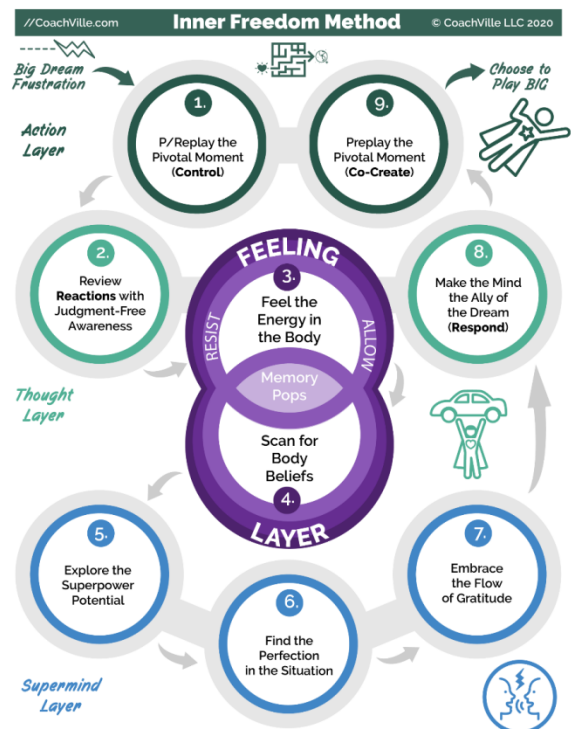 //CoachVille.com
Inner Freedom Method
© CoachVille LLC 2020
Big Dream
Frustration
Choose to
Play BIG
Action
Layer
1.
P/Replay the
Pivotal Moment
(Control)
9.
Preplay the
Pivotal Moment
(Co-Create)
2.
Review
Reactions with
Judgment-Free
Awareness
FEELING
3.
Feel the
Energy in
the Body
RESIST
ALLOW
Memory
Pops
Scan for
Body
Beliefs
4.
LAYER
8.
Make the Mind
the Ally of
the Dream
(Respond)
Thought
Layer
5.
Explore the
Superpower
Potential
6.
Find the
Perfection
in the Situation
7.
Embrace
the Flow
of Gratitude
Supermind
Layer